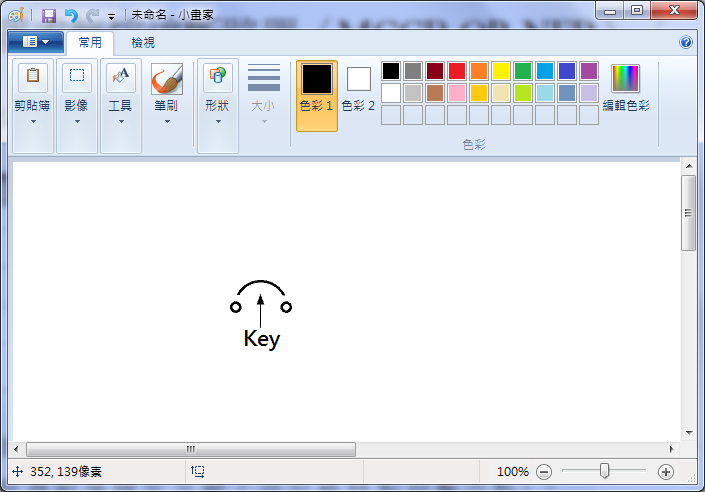 未命名 - 小畫家
常用 檢視
剪貼簿 影像 工具 筆刷 形狀 大小 色彩 1 色彩 2 編輯色彩
色彩
Key
352, 139像素 100%